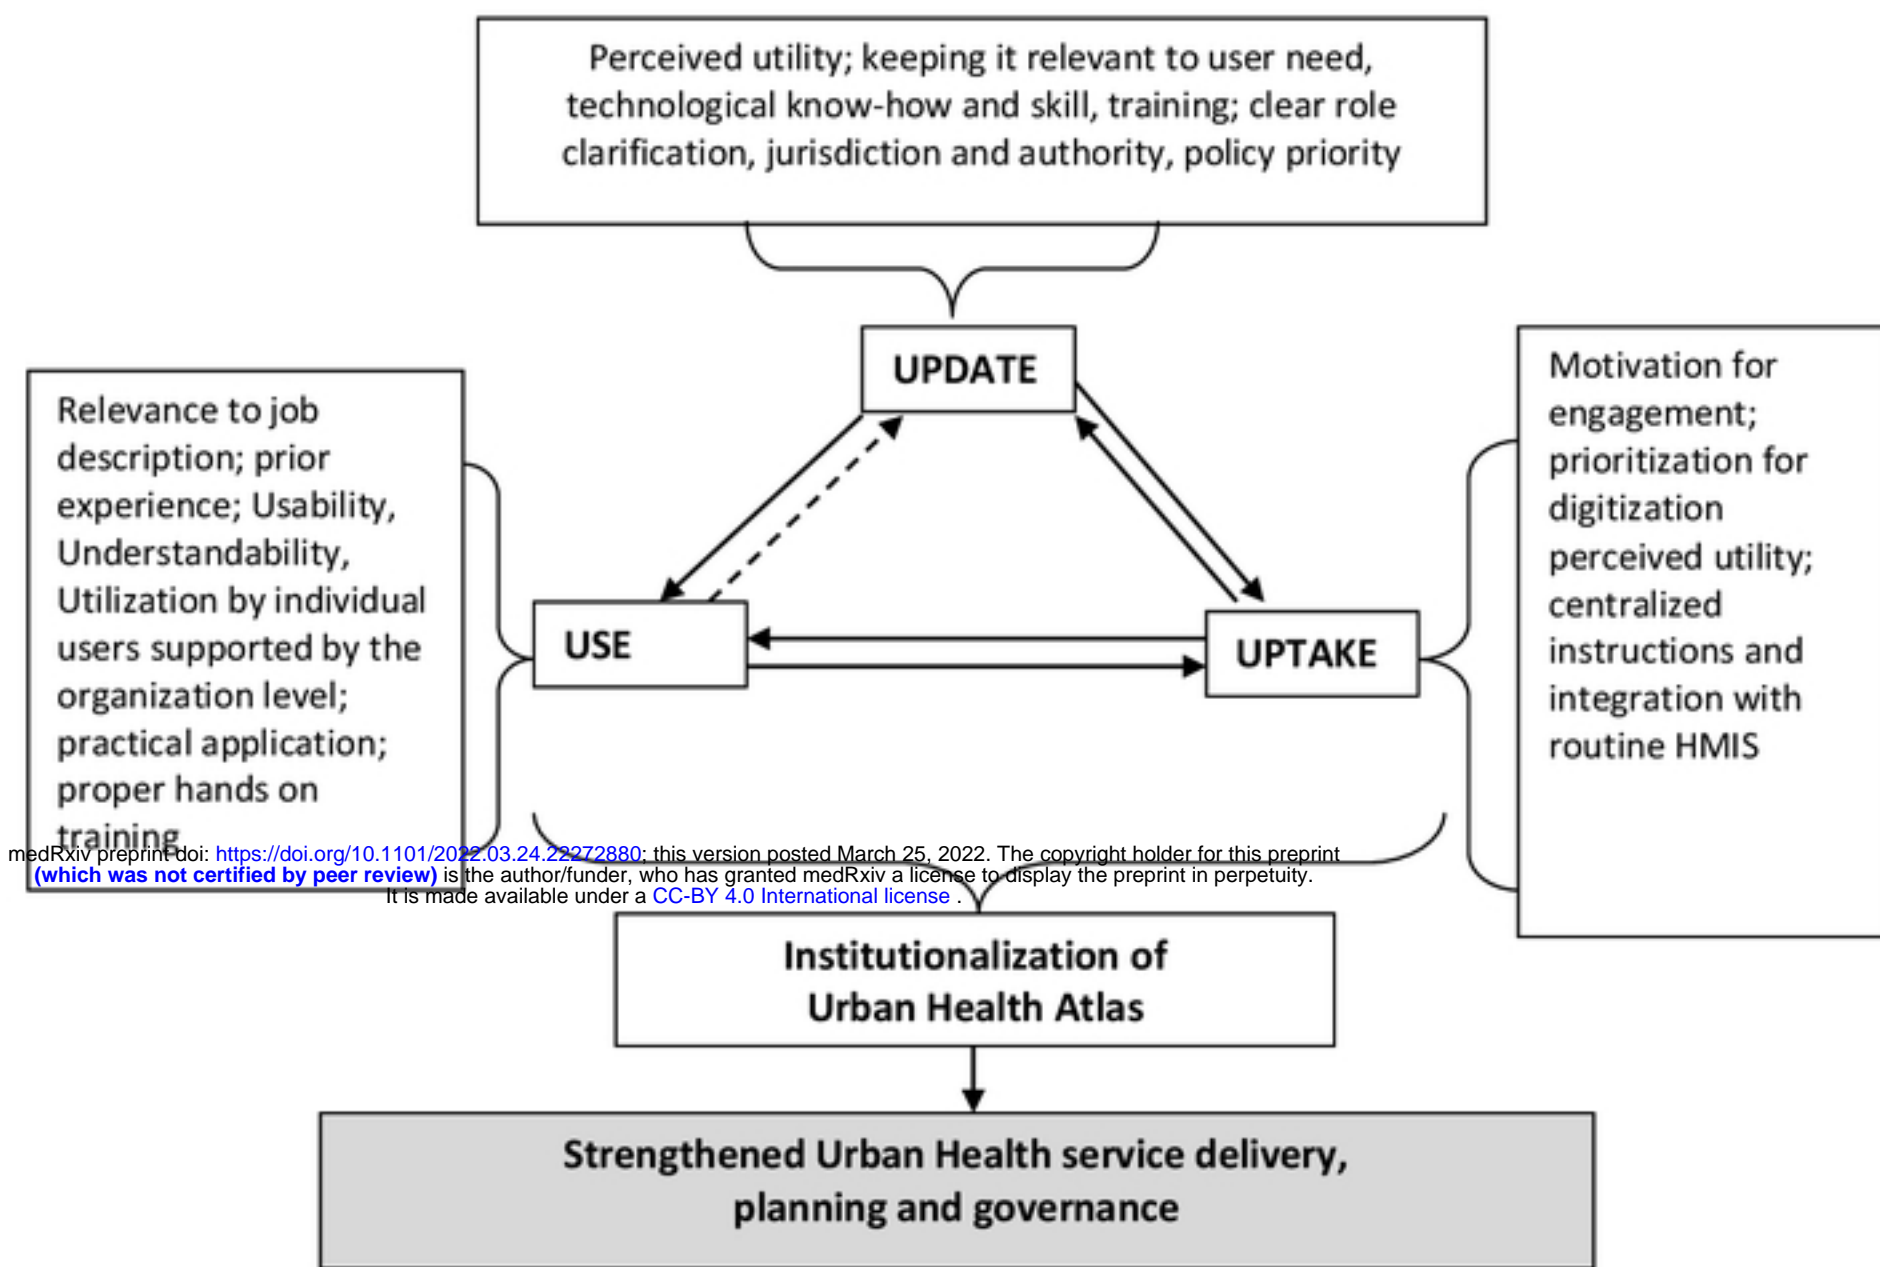 Perceived utility; keeping it relevant to user need,
technological know-how and skill, training; clear role
clarification, jurisdiction and authority, policy priority
UPDATE
Relevance to job
description; prior
experience; Usability,
Understandability,
Utilization by individual
users supported by the
organization level;
practical application;
proper hands on
training
USE
UPTAKE
Motivation for
engagement;
prioritization for
digitization
perceived utility;
centralized
instructions and
integration with
routine HMIS
medRxiv preprint doi: https://doi.org/10.1101/2022.03.24.22272880; this version posted March 25, 2022. The copyright holder for this preprint
(which was not certified by peer review) is the author/funder, who has granted medRxiv a license to display the preprint in perpetuity.
It is made available under a CC-BY 4.0 International license .
Institutionalization of
Urban Health Atlas
Strengthened Urban Health service delivery,
planning and governance